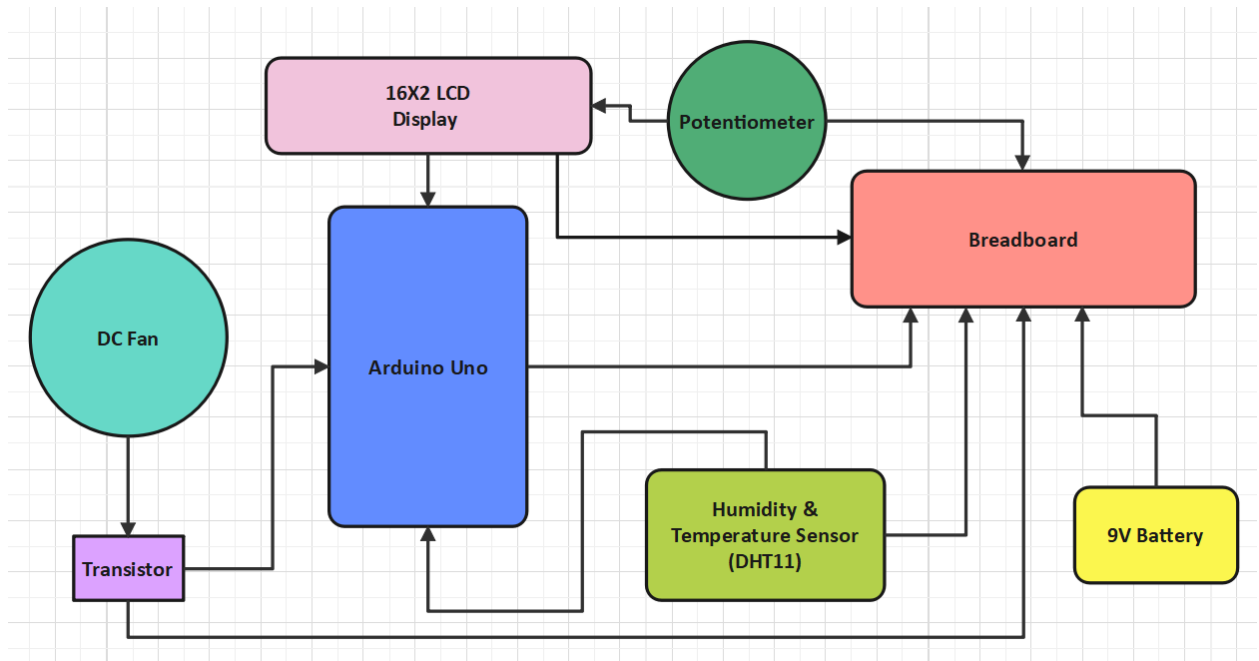 16X2 LCD
Display
Potentiometer
Breadboard
DC Fan
Arduino Uno
Humidity &
Temperature Sensor
(DHT11)
9V Battery
Transistor